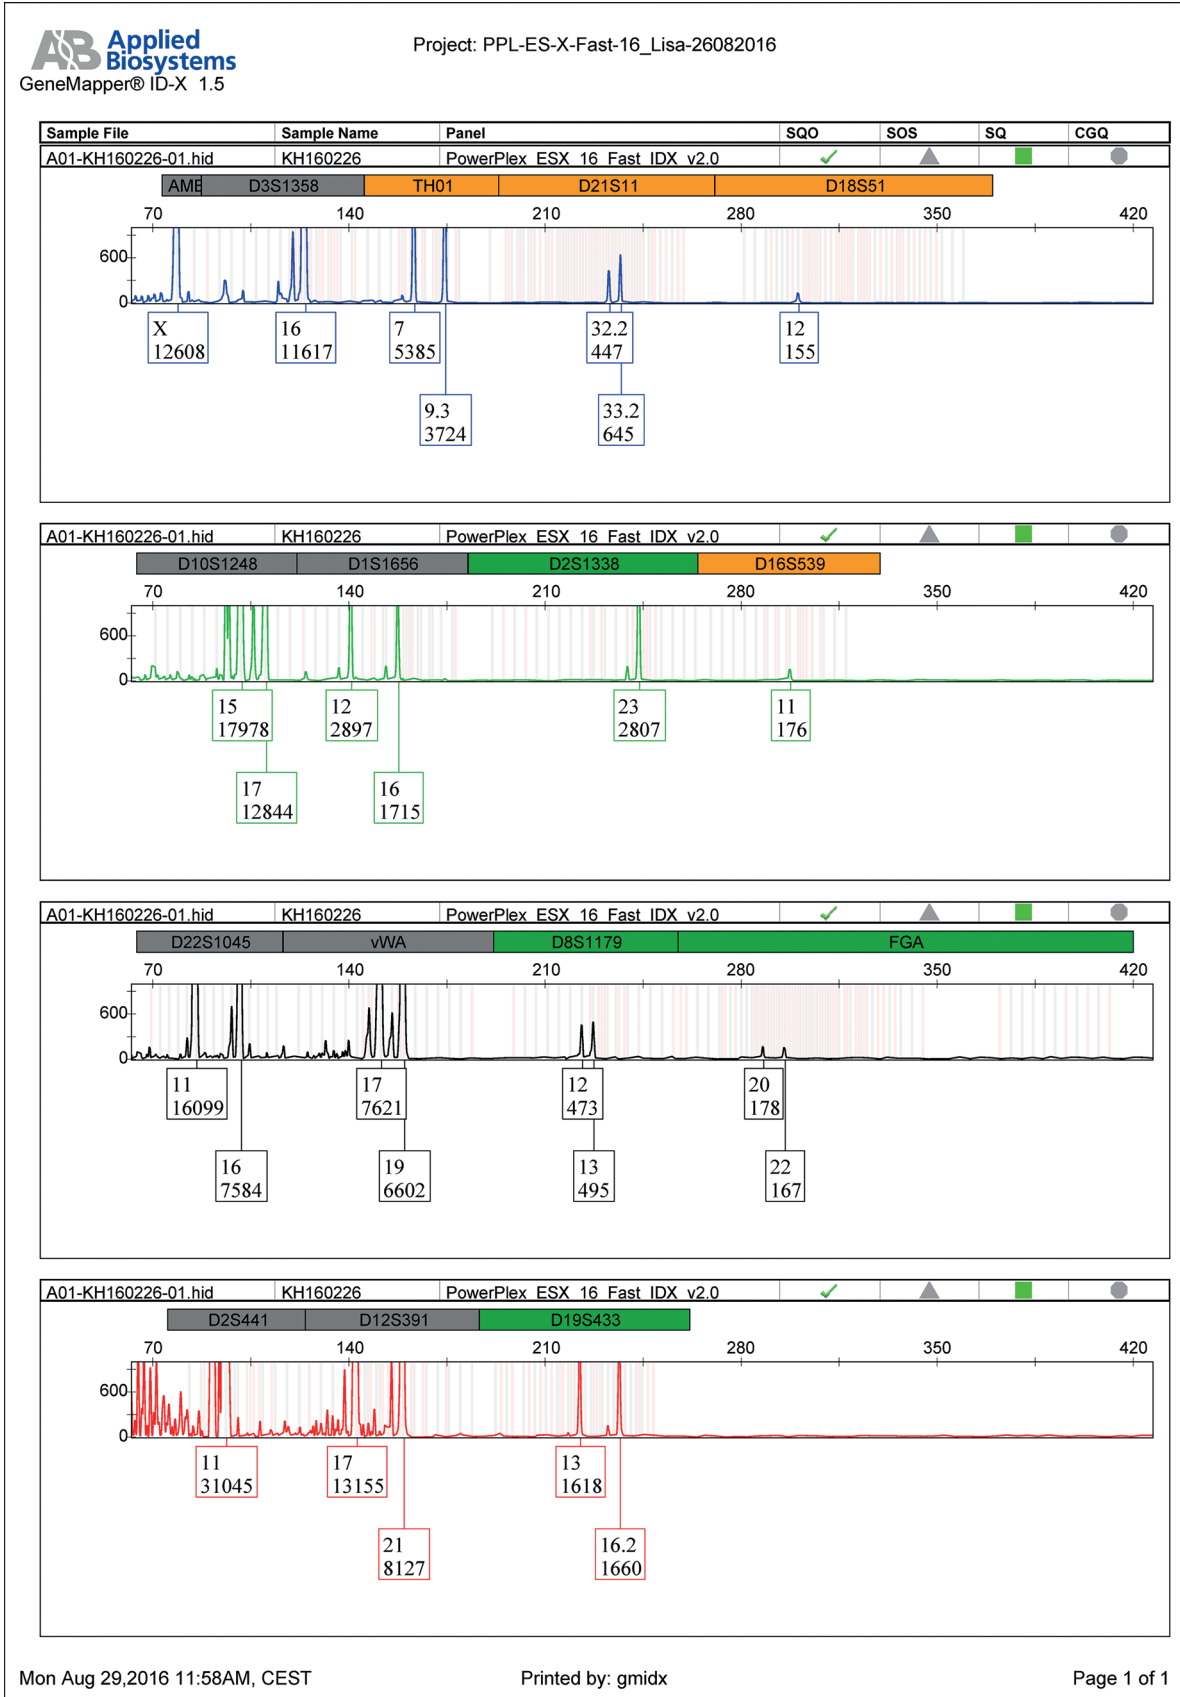 Applied
Biosystems
GeneMapper® ID-X 1.5
Project: PPL-ES-X-Fast-16_Lisa-26082016
Sample File Sample Name Panel SQO SOS SQ CGQ
A01-KH160226-01.hid KH160226 PowerPlex_ESX_16_Fast_IDX_v2.0
AME D3S1358 TH01 D21S11 D18S51
70 140 210 280 350 420
600
0
X 16 7 32.2 12
12608 11617 5385 447 155
9.3 33.2
3724 645
A01-KH160226-01.hid KH160226 PowerPlex_ESX_16_Fast_IDX_v2.0
D10S1248 D1S1656 D2S1338 D16S539
70 140 210 280 350 420
600
0
15 12 23 11
17978 2897 2807 176
17 16
12844 1715
A01-KH160226-01.hid KH160226 PowerPlex_ESX_16_Fast_IDX_v2.0
D22S1045 vWA D8S1179 FGA
70 140 210 280 350 420
600
0
11 17 12 20
16099 7621 473 178
16 19 13 22
7584 6602 495 167
A01-KH160226-01.hid KH160226 PowerPlex_ESX_16_Fast_IDX_v2.0
D2S441 D12S391 D19S433
70 140 210 280 350 420
600
0
11 17 13
31045 13155 1618
21 16.2
8127 1660
Mon Aug 29,2016 11:58AM, CEST Printed by: gmidx Page 1 of 1